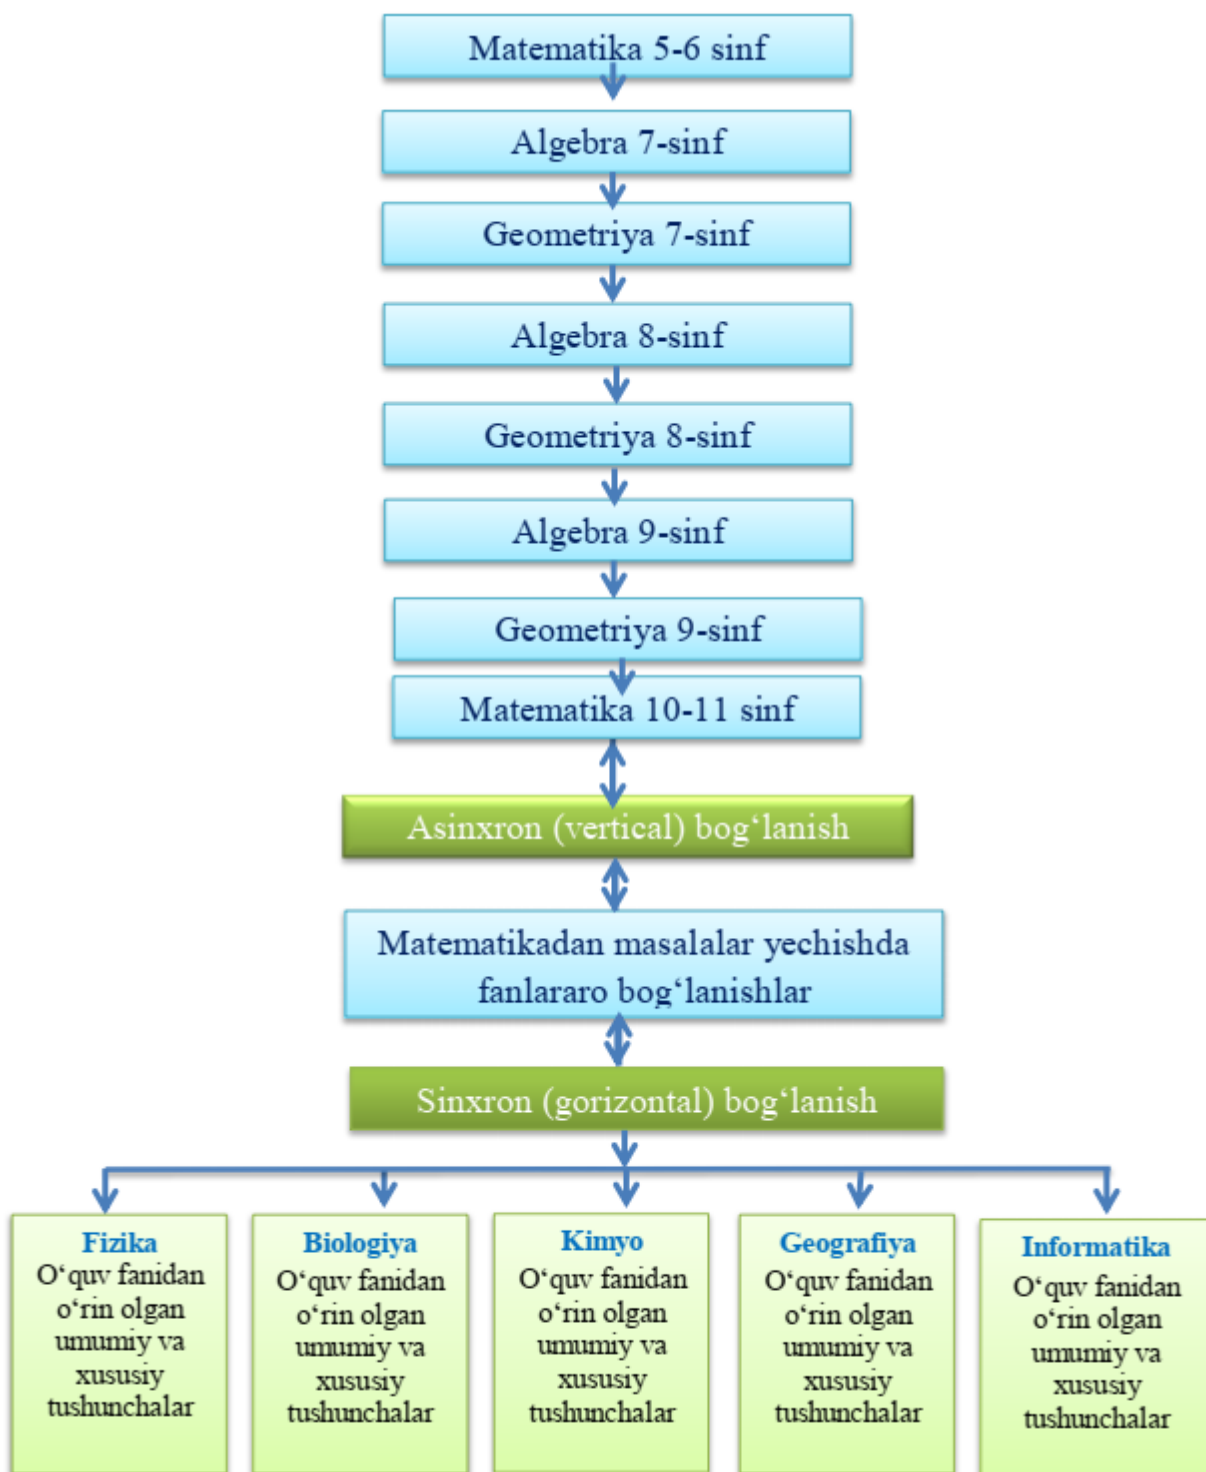 Matematika 5-6 sinf
Algebra 7-sinf
Geometriya 7-sinf
Algebra 8-sinf
Geometriya 8-sinf
Algebra 9-sinf
Geometriya 9-sinf
Matematika 10-11 sinf
Asinxron (vertical) bog‘lanish
Matematikadan masalalar yechishda
fanlararo bog‘lanishlar
Sinxron (gorizontal) bog‘lanish
Fizika
O‘quv fanidan
o‘rin olgan
umumiy va
xususiy
tushunchalar
Biologiya
O‘quv fanidan
o‘rin olgan
umumiy va
xususiy
tushunchalar
Kimyo
O‘quv fanidan
o‘rin olgan
umumiy va
xususiy
tushunchalar
Geografiya
O‘quv fanidan
o‘rin olgan
umumiy va
xususiy
tushunchalar
Informatika
O‘quv fanidan
o‘rin olgan
umumiy va
xususiy
tushunchalar